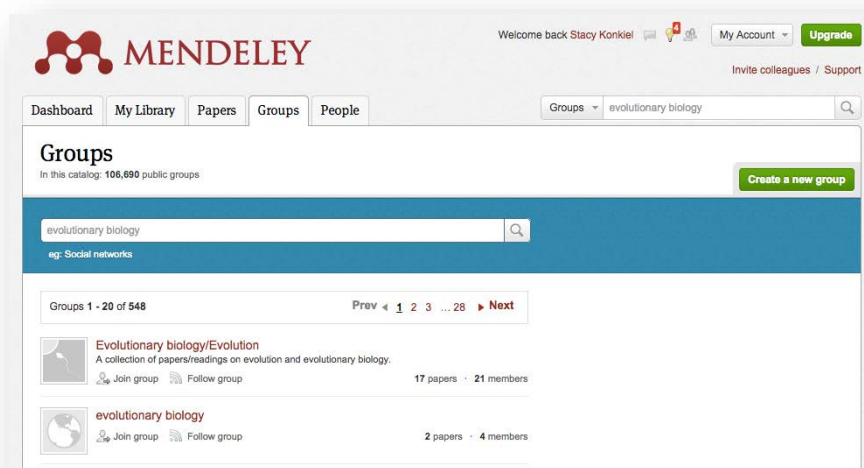 MENDELEY
Welcome back Stacy Konkiel 4 My Account Upgrade
Invite colleagues / Support
Dashboard My Library Papers Groups People Groups evolutionary biology
Groups
In this catalog: 106,690 public groups
Create a new group
evolutionary biology
eg: Social networks
Groups 1 - 20 of 548 Prev 1 2 3 ... 28 Next
Evolutionary biology/Evolution
A collection of papers/readings on evolution and evolutionary biology.
Join group Follow group 17 papers · 21 members
evolutionary biology
Join group Follow group 2 papers · 4 members